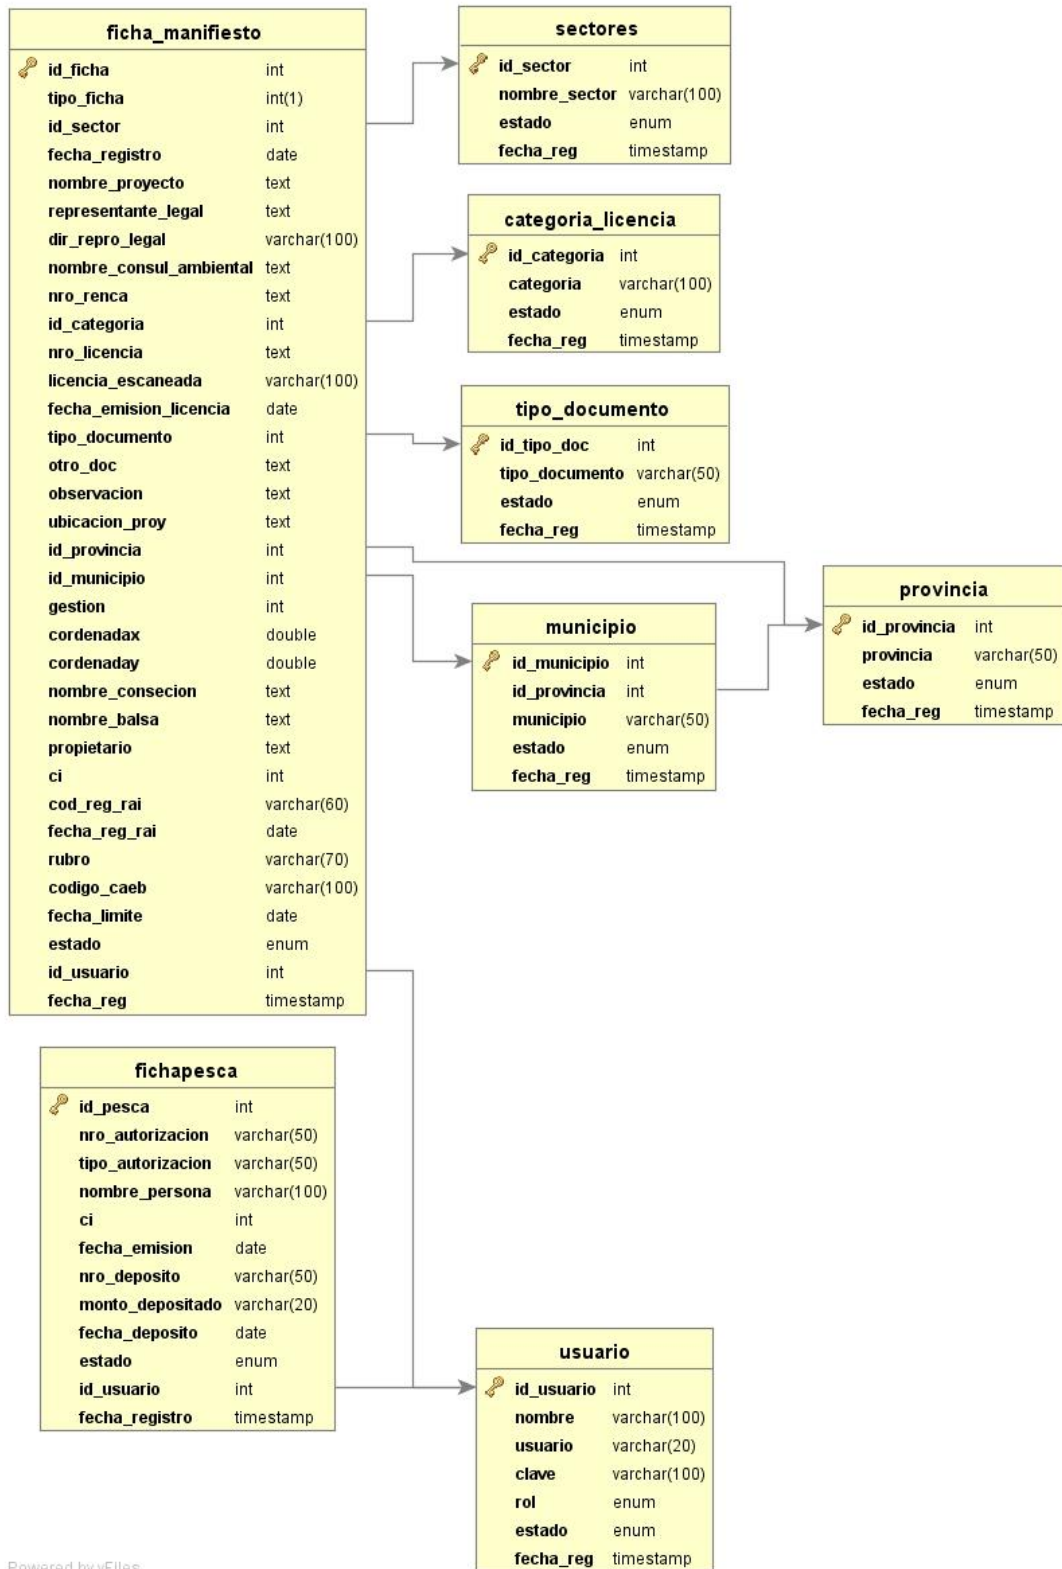 ficha_manifiesto
id_ficha int
tipo_ficha int(1)
id_sector int
fecha_registro date
nombre_proyecto text
representante_legal text
dir_repro_legal varchar(100)
nombre_consul_ambiental text
nro_renca text
id_categoria int
nro_licencia text
licencia_escaneada varchar(100)
fecha_emision_licencia date
tipo_documento int
otro_doc text
observacion text
ubicacion_proy text
id_provincia int
id_municipio int
gestion int
cordenadax double
cordenaday double
nombre_consecion text
nombre_balsa text
propietario text
ci int
cod_reg_rai varchar(60)
fecha_reg_rai date
rubro varchar(70)
codigo_caeb varchar(100)
fecha_limite date
estado enum
id_usuario int
fecha_reg timestamp
sectores
id_sector int
nombre_sector varchar(100)
estado enum
fecha_reg timestamp
categoria_licencia
id_categoria int
categoria varchar(100)
estado enum
fecha_reg timestamp
tipo_documento
id_tipo_doc int
tipo_documento varchar(50)
estado enum
fecha_reg timestamp
municipio
id_municipio int
id_provincia int
municipio varchar(50)
estado enum
fecha_reg timestamp
provincia
id_provincia int
provincia varchar(50)
estado enum
fecha_reg timestamp
fichapesca
id_pesca int
nro_autorizacion varchar(50)
tipo_autorizacion varchar(50)
nombre_persona varchar(100)
ci int
fecha_emision date
nro_deposito varchar(50)
monto_depositado varchar(20)
fecha_deposito date
estado enum
id_usuario int
fecha_registro timestamp
usuario
id_usuario int
nombre varchar(100)
usuario varchar(20)
clave varchar(100)
rol enum
estado enum
fecha_reg timestamp
Powered by yFiles